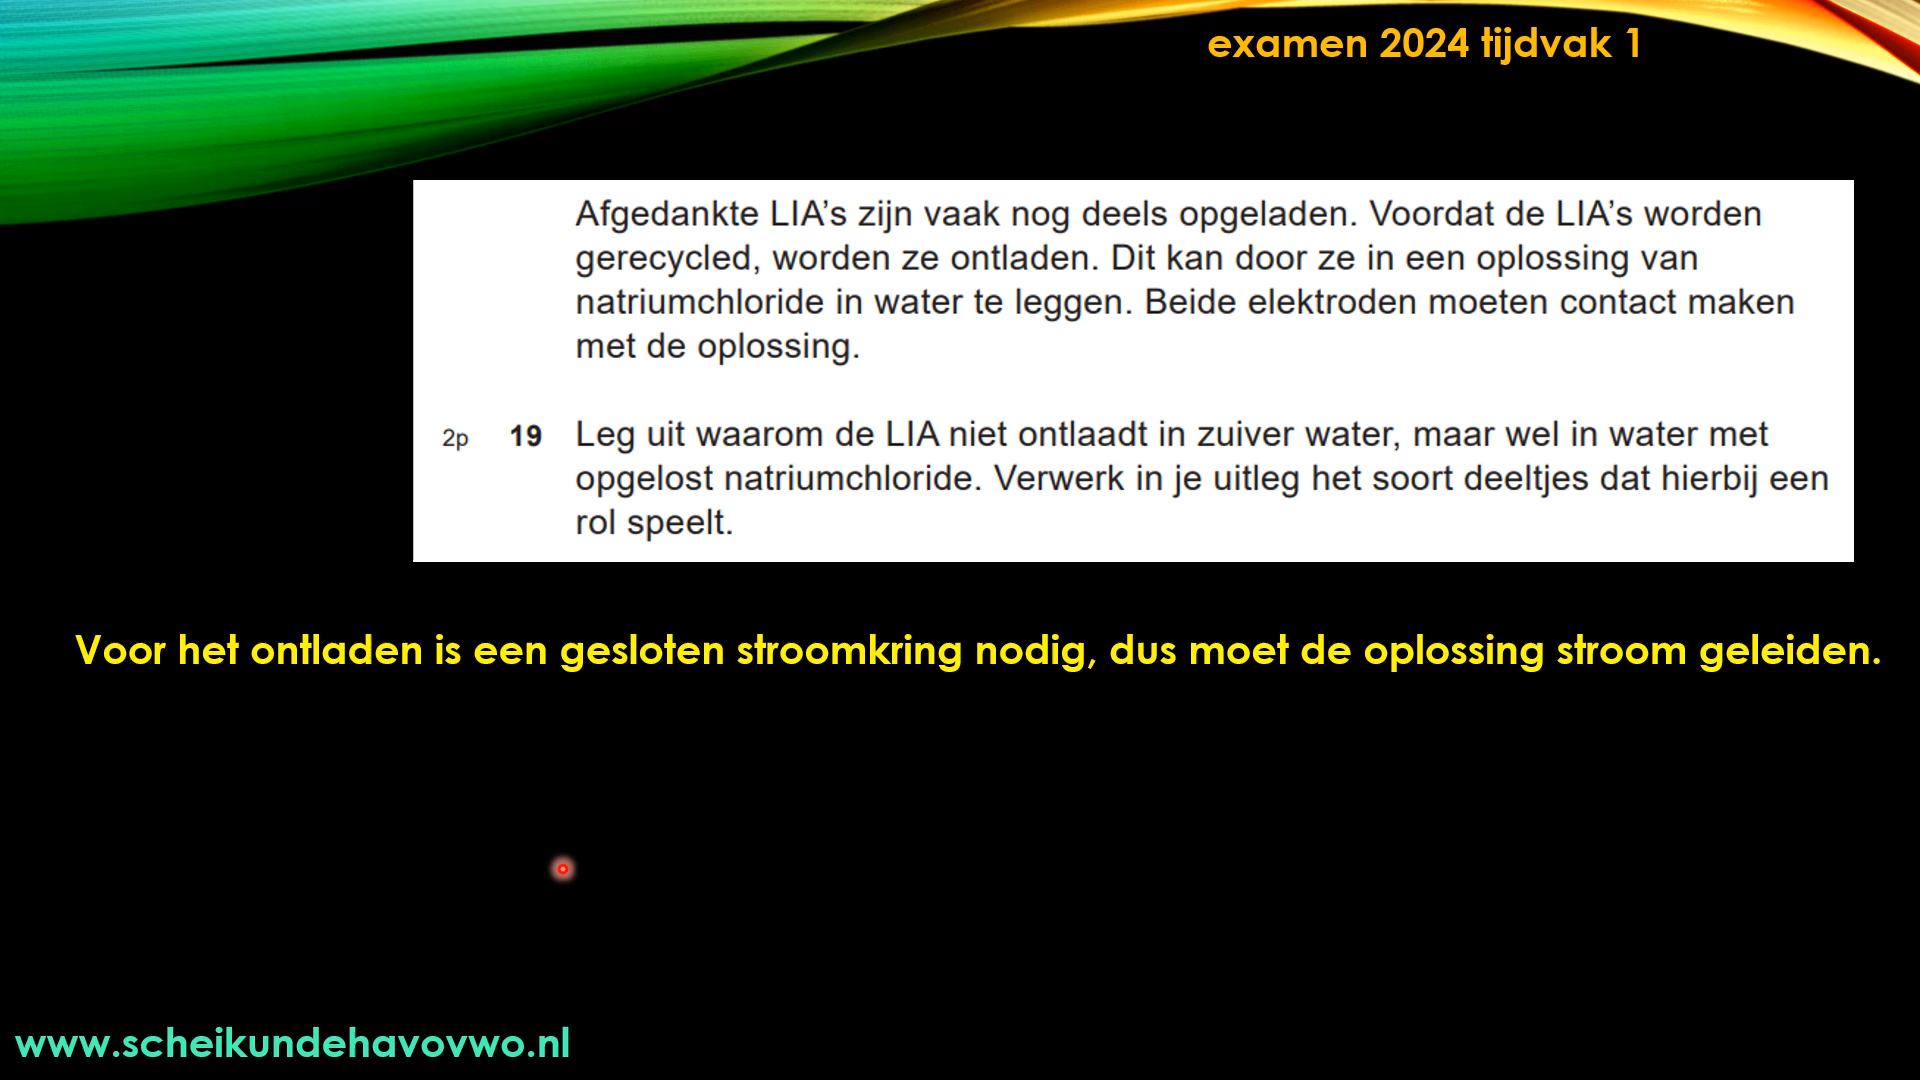 examen 2024 tijdvak 1
Afgedankte LIA’s zijn vaak nog deels opgeladen. Voordat de LIA’s worden
gerecycled, worden ze ontladen. Dit kan door ze in een oplossing van
natriumchloride in water te leggen. Beide elektroden moeten contact maken
met de oplossing.
2p 19 Leg uit waarom de LIA niet ontlaadt in zuiver water, maar wel in water met
opgelost natriumchloride. Verwerk in je uitleg het soort deeltjes dat hierbij een
rol speelt.
Voor het ontladen is een gesloten stroomkring nodig, dus moet de oplossing stroom geleiden.
www.scheikundehavovwo.nl